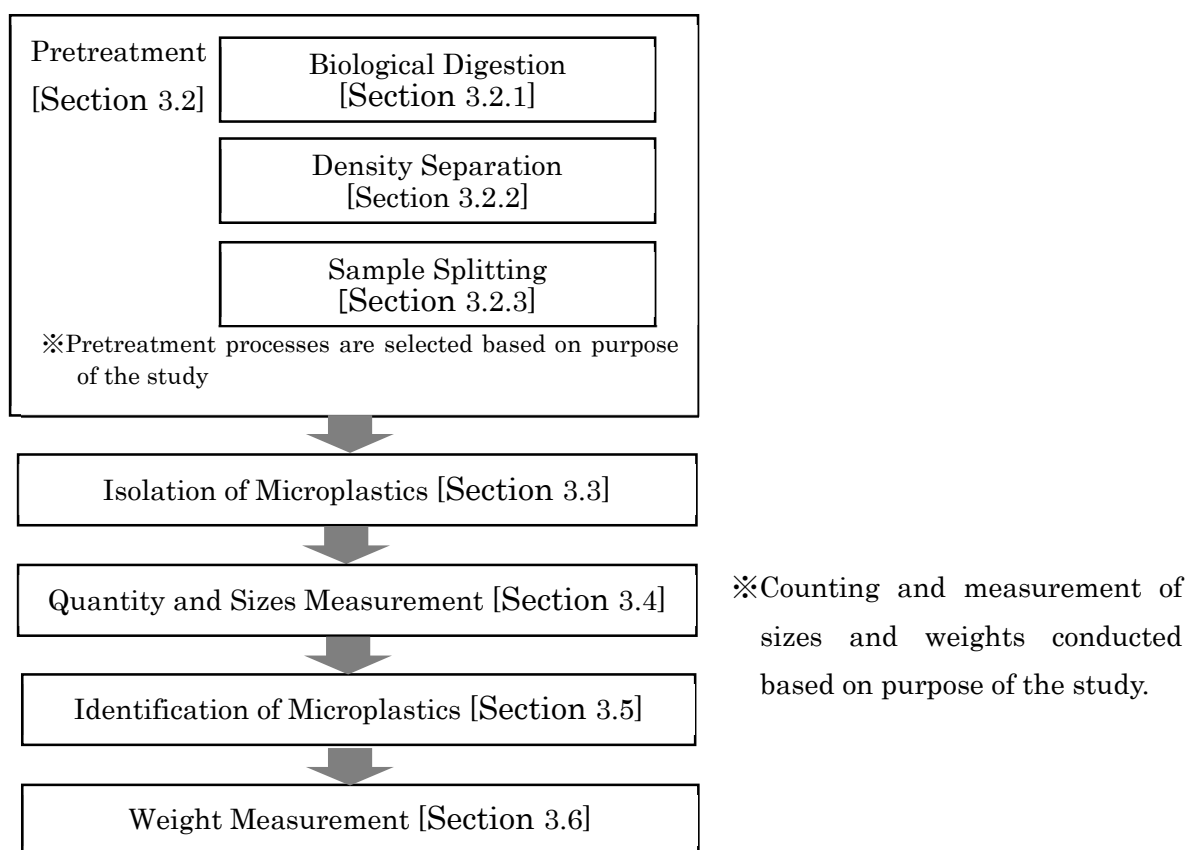 Pretreatment
[Section 3.2]
Biological Digestion
[Section 3.2.1]
Density Separation
[Section 3.2.2]
Sample Splitting
[Section 3.2.3]
※Pretreatment processes are selected based on purpose
of the study
Isolation of Microplastics [Section 3.3]
Quantity and Sizes Measurement [Section 3.4]
※Counting and measurement of
sizes and weights conducted
based on purpose of the study.
Identification of Microplastics [Section 3.5]
Weight Measurement [Section 3.6]